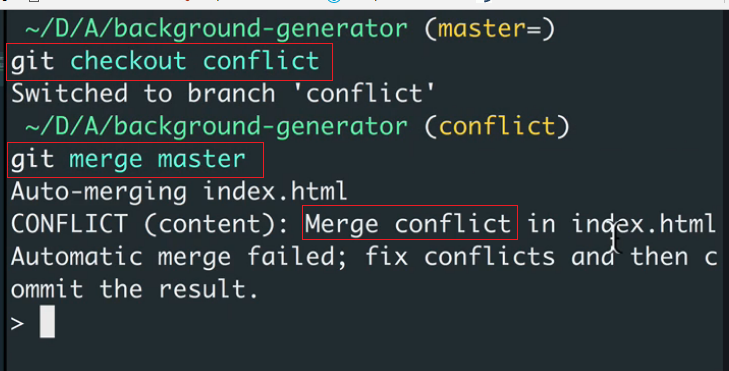 ~/D/A/background-generator (master=)
git checkout conflict
Switched to branch 'conflict'
~/D/A/background-generator (conflict)
git merge master
Auto-merging index.html
CONFLICT (content): Merge conflict in index.html
Automatic merge failed; fix conflicts and then c
ommit the result.
>